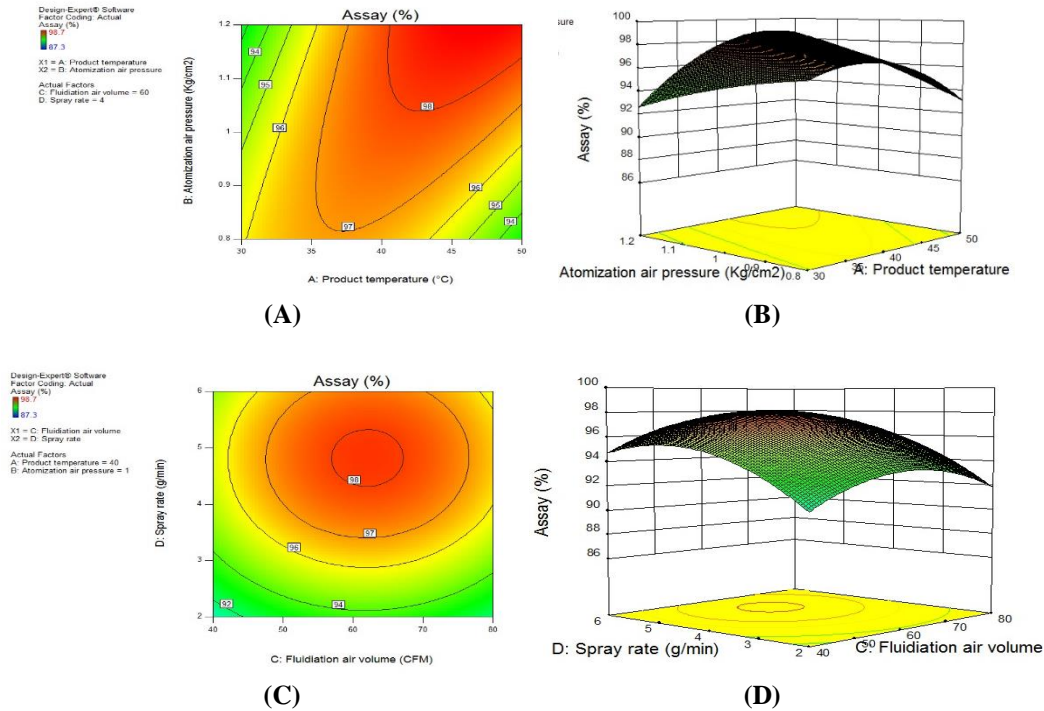 Design-Expert® Software
Factor Coding: Actual
Assay (%)
98.7
87.3
X1 = A: Product temperature
X2 = B: Atomization air pressure
Actual Factors
C: Fluidiation air volume = 60
D: Spray rate = 4
Assay (%)
B: Atomization air pressure (Kg/cm2)
1.2
1.1
1
0.9
0.8
94
95
96
98
97
96
95
94
30
35
40
45
50
A: Product temperature (°C)
(A)
ssure
Assay (%)
100
98
96
94
92
90
88
86
1.2
1.1
1
0.9
0.8
30
35
40
45
50
Atomization air pressure (Kg/cm2)
A: Product temperature
(B)
Design-Expert® Software
Factor Coding: Actual
Assay (%)
98.7
87.3
X1 = C: Fluidiation air volume
X2 = D: Spray rate
Actual Factors
A: Product temperature = 40
B: Atomization air pressure = 1
Assay (%)
D: Spray rate (g/min)
6
5
4
3
2
98
97
96
94
92
40
50
60
70
80
C: Fluidiation air volume (CFM)
(C)
Assay (%)
100
98
96
94
92
90
88
86
6
5
4
3
2
40
50
60
70
80
D: Spray rate (g/min)
C: Fluidiation air volume
(D)